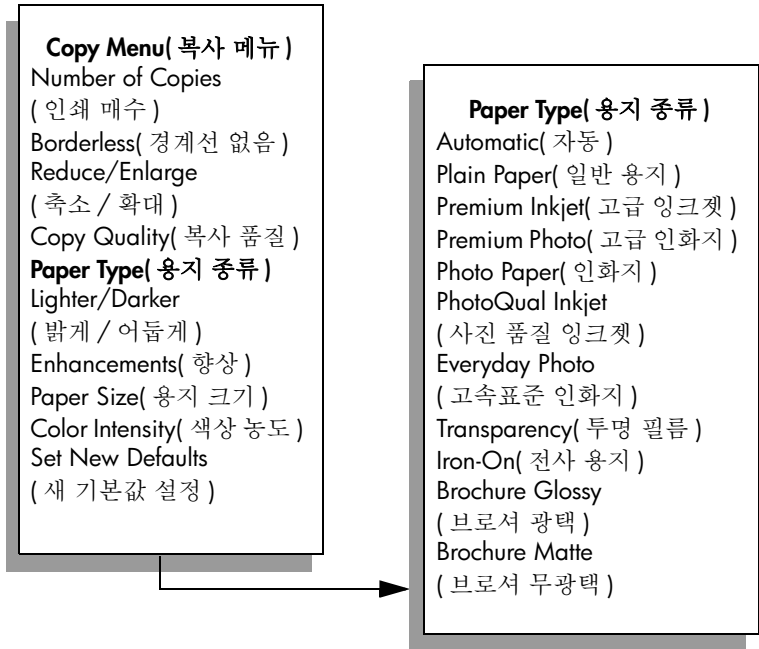 Copy Menu( 복사 메뉴 )
Number of Copies
( 인쇄 매수 )
Borderless( 경계선 없음 )
Reduce/Enlarge
( 축소 / 확대 )
Copy Quality( 복사 품질 )
Paper Type( 용지 종류 )
Lighter/Darker
( 밝게 / 어둡게 )
Enhancements( 향상 )
Paper Size( 용지 크기 )
Color Intensity( 색상 농도 )
Set New Defaults
( 새 기본값 설정 )
Paper Type( 용지 종류 )
Automatic( 자동 )
Plain Paper( 일반 용지 )
Premium Inkjet( 고급 잉크젯 )
Premium Photo( 고급 인화지 )
Photo Paper( 인화지 )
PhotoQual Inkjet
( 사진 품질 잉크젯 )
Everyday Photo
( 고속표준 인화지 )
Transparency( 투명 필름 )
Iron-On( 전사 용지 )
Brochure Glossy
( 브로셔 광택 )
Brochure Matte
( 브로셔 무광택 )